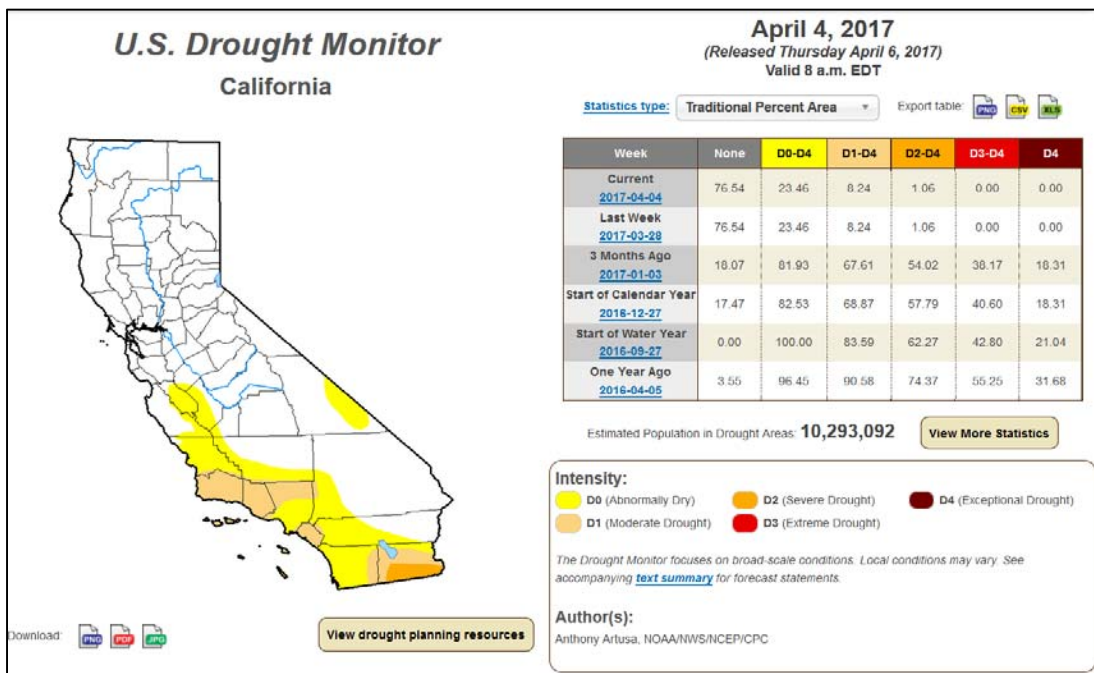 U.S. Drought Monitor
California
April 4, 2017
(Released Thursday April 6, 2017)
Valid 8 a.m. EDT
Statistics type: Traditional Percent Area Export table: PNG CSV XLS
Week None D0-D4 D1-D4 D2-D4 D3-D4 D4
Current
2017-04-04 76.54 23.46 8.24 1.06 0.00 0.00
Last Week
2017-03-28 76.54 23.46 8.24 1.06 0.00 0.00
3 Months Ago
2017-01-03 18.07 81.93 67.61 54.02 38.17 18.31
Start of Calendar Year
2016-12-27 17.47 82.53 68.87 57.79 40.60 18.31
Start of Water Year
2016-09-27 0.00 100.00 83.59 62.27 42.80 21.04
One Year Ago
2016-04-05 3.55 96.45 90.58 74.37 55.25 31.68
Estimated Population in Drought Areas: 10,293,092 View More Statistics
Intensity:
D0 (Abnormally Dry) D2 (Severe Drought) D4 (Exceptional Drought)
D1 (Moderate Drought) D3 (Extreme Drought)
The Drought Monitor focuses on broad-scale conditions. Local conditions may vary. See
accompanying text summary for forecast statements.
Author(s):
Anthony Artusa, NOAA/NWS/NCEP/CPC
Download: PNG PDF JPG View drought planning resources